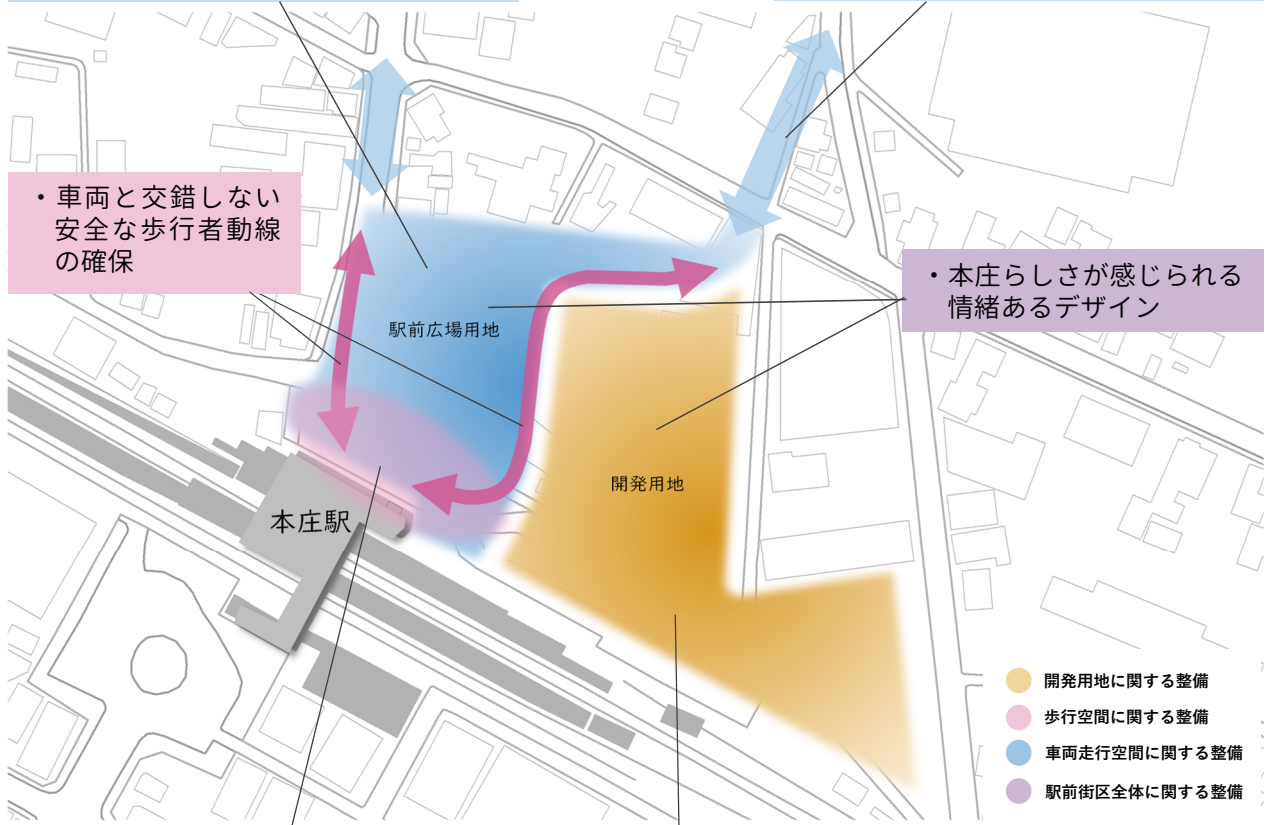 ・車両と交錯しない
安全な歩行者動線
の確保
・本庄らしさが感じられる
情緒あるデザイン
駅前広場用地
開発用地
本庄駅
開発用地に関する整備
歩行空間に関する整備
車両走行空間に関する整備
駅前街区全体に関する整備